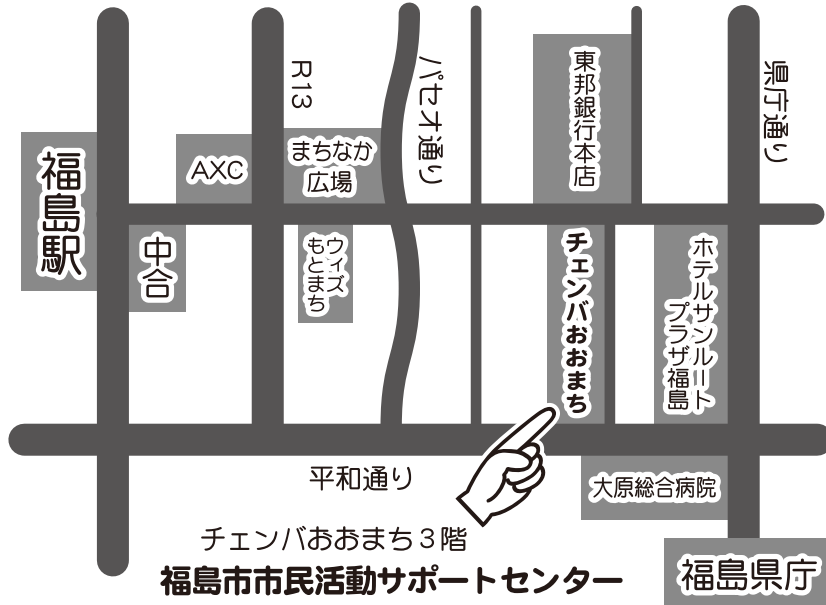 R13
パセオ通り
東邦銀行本店
県庁通り
福島駅
AXC
まちなか
広場
中合
ウィズ
もとまち
チェンバおおまち
ホテルサンルート
プラザ福島
平和通り
大原総合病院
チェンバおおまち3階
福島市市民活動サポートセンター
福島県庁